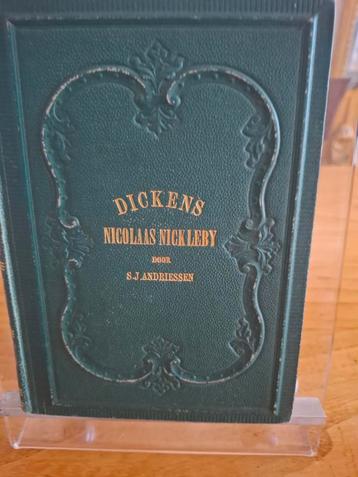 DICKENS
NICOLAAS NICKLEBY
DOOR
S.J. ANDRIESSEN